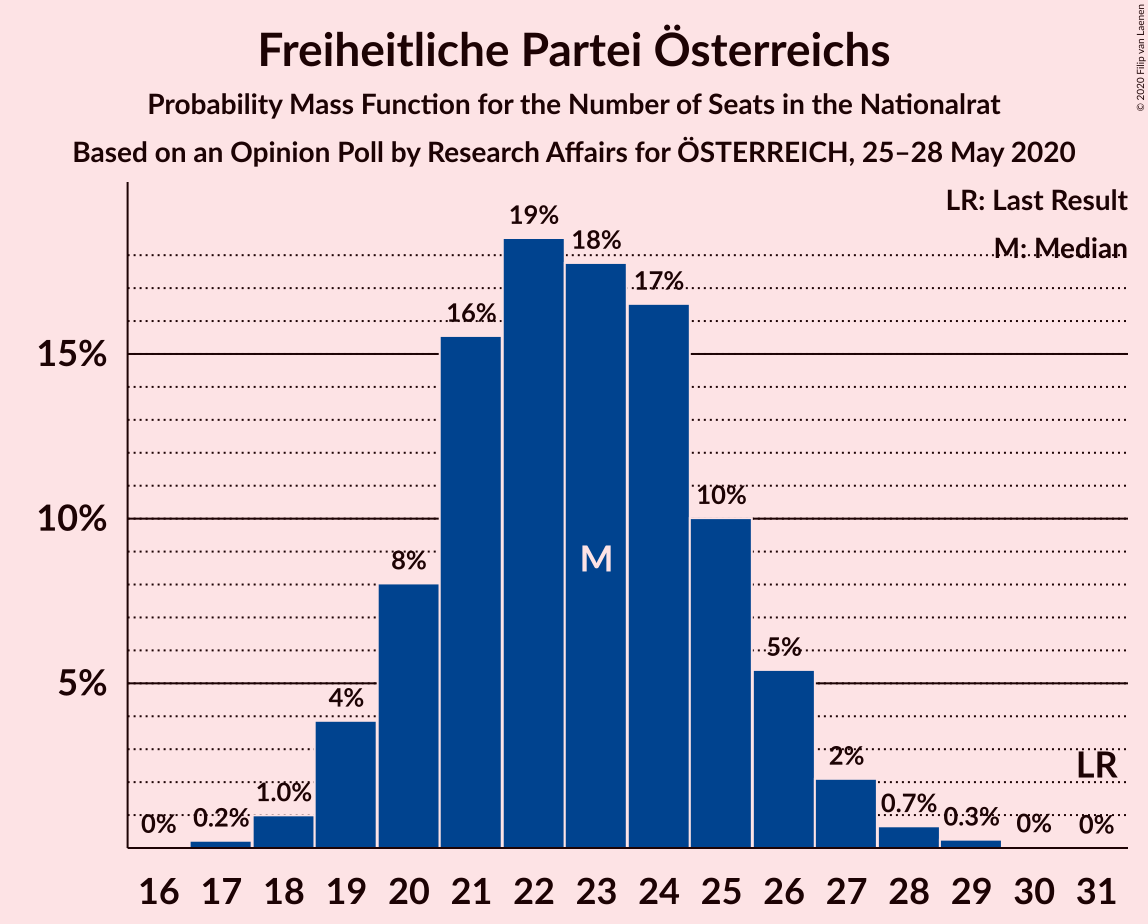 Freiheitliche Partei Österreichs
Probability Mass Function for the Number of Seats in the Nationalrat
Based on an Opinion Poll by Research Affairs for ÖSTERREICH, 25–28 May 2020
© 2020 Filip van Laenen
LR: Last Result
M: Median
19%
18%
17%
16%
15%
10%
10%
8%
M
5%
5%
4%
2%
LR
1.0%
0.7%
0% 0.2% 0.3% 0% 0%
16 17 18 19 20 21 22 23 24 25 26 27 28 29 30 31